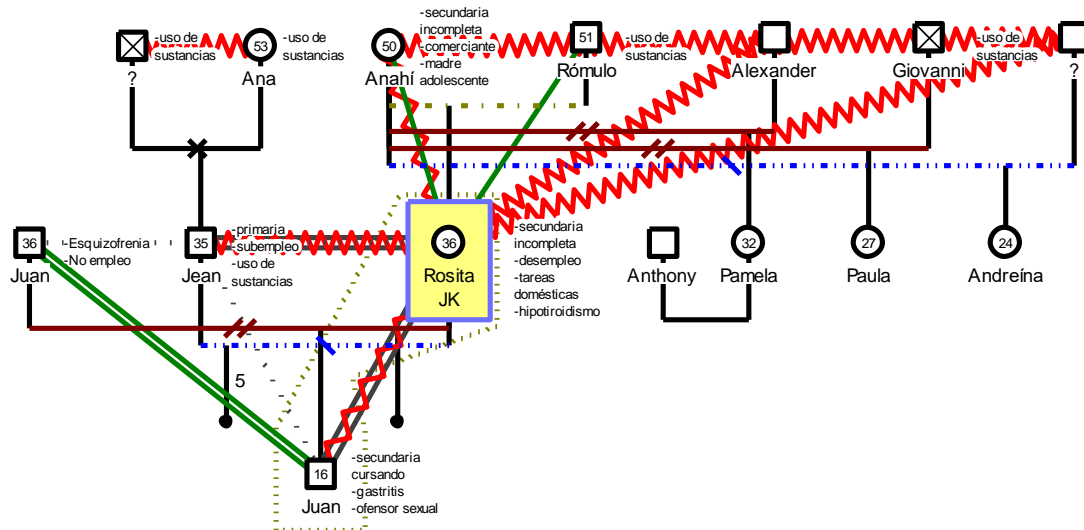 -uso de
sustancias
?
53
-uso de
sustancias
Ana
50
-secundaria
incompleta
-comerciante
-madre
adolescente
Anahí
51
-uso de
sustancias
Rómulo
Alexander
Giovanni
-uso de
sustancias
?
36
-Esquizofrenia
-No empleo
Juan
35
-primaria
-subempleo
-uso de
sustancias
Jean
36
Rosita
JK
-secundaria
incompleta
-desempleo
-tareas
domésticas
-hipotiroidismo
Anthony
32
Pamela
27
Paula
24
Andreína
5
16
Juan
-secundaria
cursando
-gastritis
-ofensor sexual